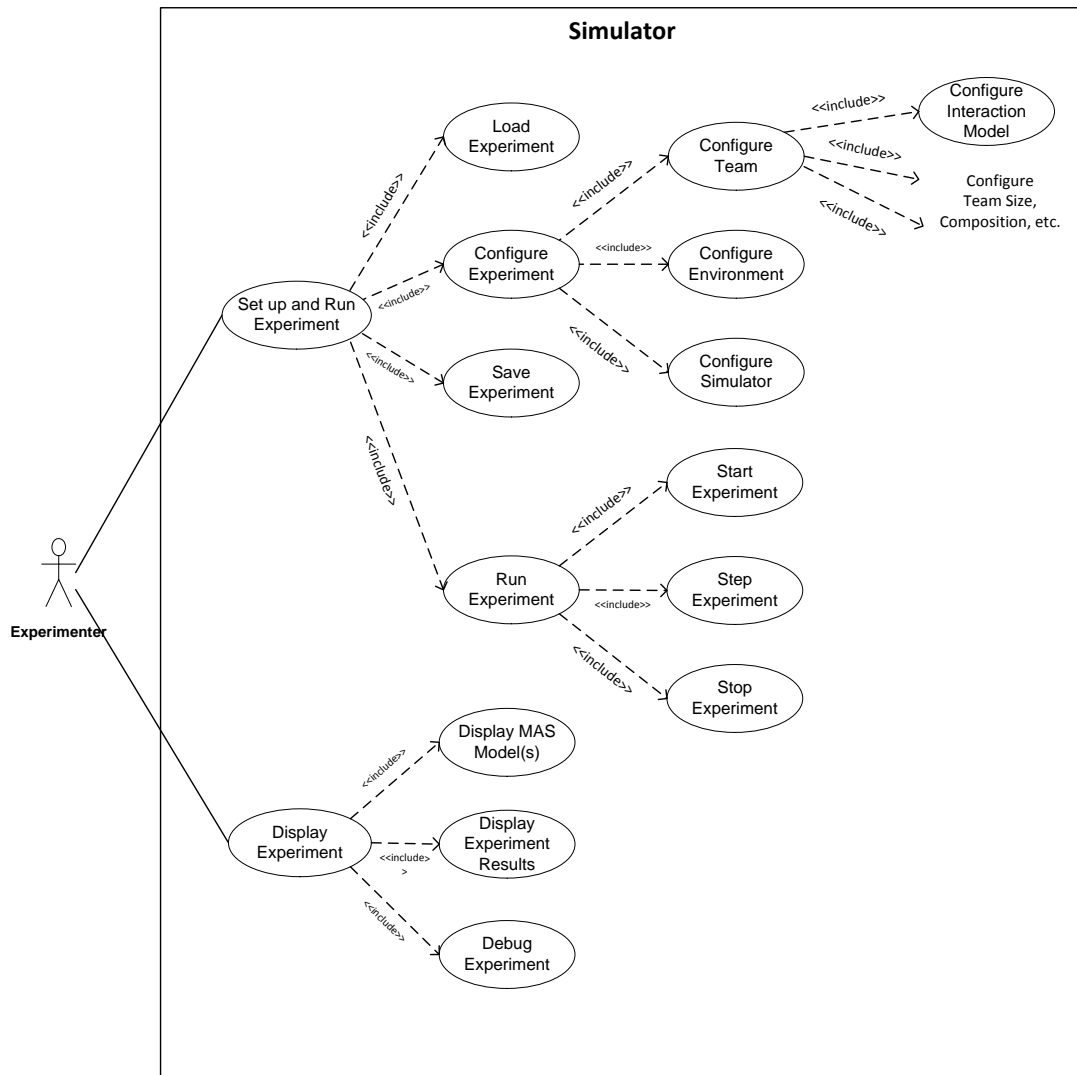 Simulator
Load
Experiment
<<include>>
Configure
Team
<<include>>
Configure
Interaction
Model
<<include>>
<<include>>
Configure
Team Size,
Composition, etc.
<<include>>
<<include>>
Set up and Run
Experiment
<<include>>
Configure
Experiment
<<include>>
Configure
Environment
<<include>>
Save
Experiment
<<include>>
Configure
Simulator
<<include>>
Run
Experiment
<<include>>
Start
Experiment
<<include>>
Step
Experiment
<<include>>
Stop
Experiment
Experimenter
Display
Experiment
<<include>>
Display MAS
Model(s)
<<include>
>
Display
Experiment
Results
<<include>>
Debug
Experiment